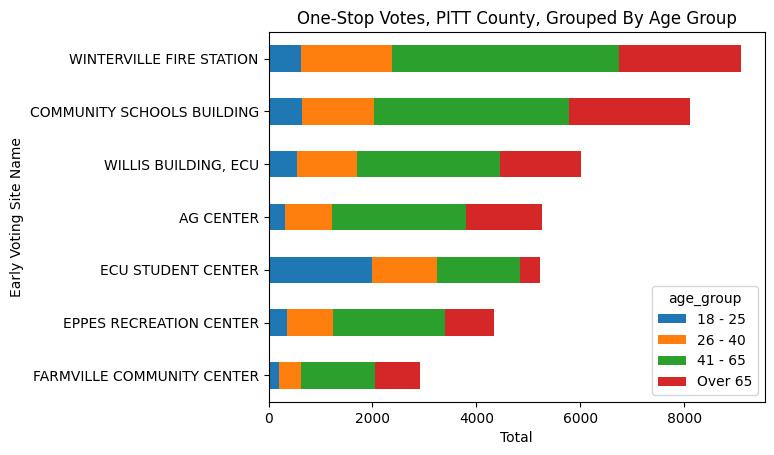 One-Stop Votes, PITT County, Grouped By Age Group
Early Voting Site Name
WINTERVILLE FIRE STATION
COMMUNITY SCHOOLS BUILDING
WILLIS BUILDING, ECU
AG CENTER
ECU STUDENT CENTER
EPPES RECREATION CENTER
FARMVILLE COMMUNITY CENTER
age_group
18 - 25
26 - 40
41 - 65
Over 65
0 2000 4000 6000 8000
Total